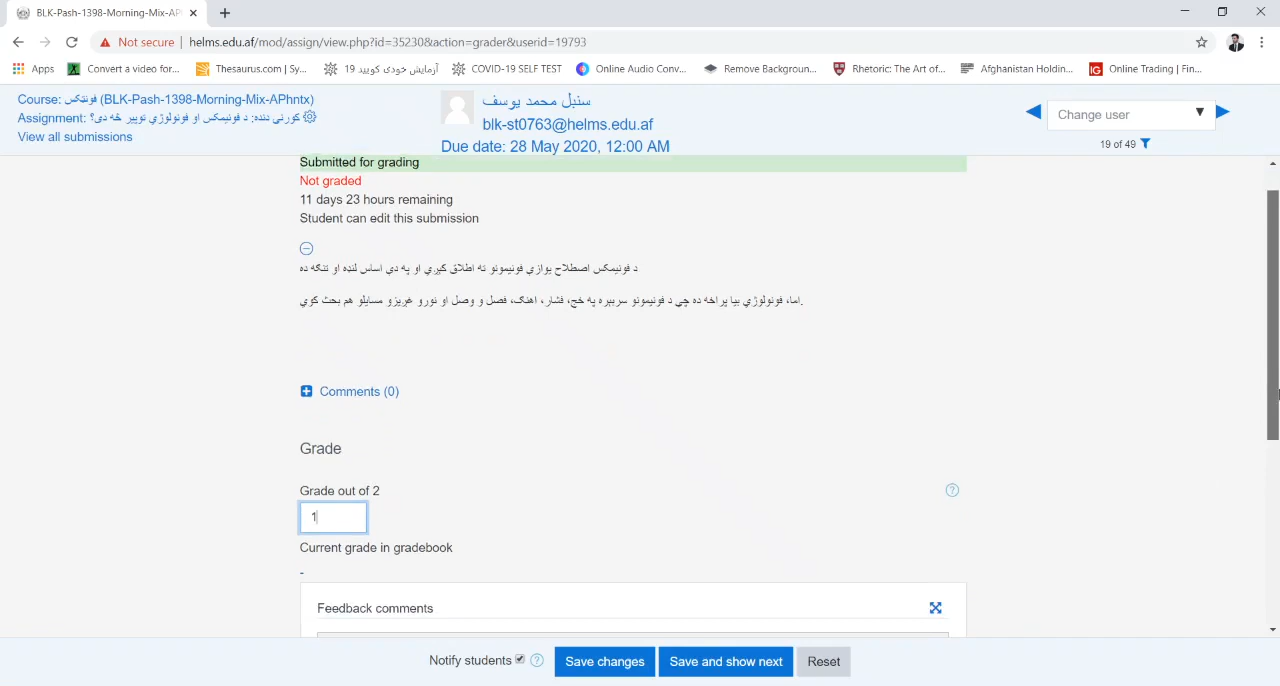 BLK-Pash-1398-Morning-Mix-APh
Not secure | helms.edu.af/mod/assign/view.php?id=35230&action=grader&userid=19793
Apps Convert a video for... Thesaurus.com | Sy... آزمایش خودی کووید 19 COVID-19 SELF TEST Online Audio Conv... Remove Backgroun... Rhetoric: The Art of... Afghanistan Holdin... Online Trading | Fin...
Course: فونټکس (BLK-Pash-1398-Morning-Mix-APhntx)
Assignment: کورنۍ دنده: د فونیمکس او فونولوژي توپیر څه دی؟
View all submissions
سنبل محمد یوسف
blk-st0763@helms.edu.af
Due date: 28 May 2020, 12:00 AM
Change user
19 of 49
Submitted for grading
Not graded
11 days 23 hours remaining
Student can edit this submission
د فونیمکس اصطلاح یوازې فونیمونو ته اطلاق کیږي او په دې اساس لنډه او تنګه ده
اما، فونولوژي بیا پراخه ده چې د فونیمونو سربیره په خج، فشار، اهنګ، فصل و وصل او نورو غږیزو مسایلو هم بحث کوي.
Comments (0)
Grade
Grade out of 2
1
Current grade in gradebook
-
Feedback comments
Notify students Save changes Save and show next Reset